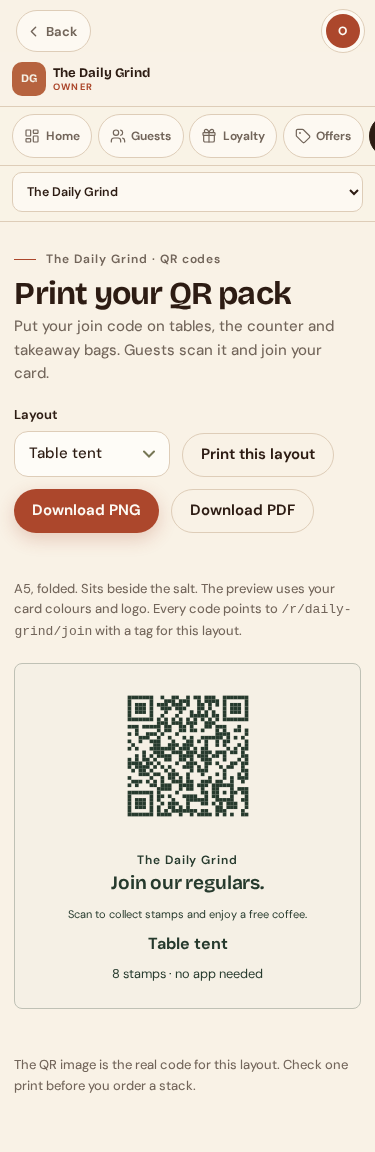 Back
O
DG
The Daily Grind
OWNER
Home
Guests
Loyalty
Offers
The Daily Grind
The Daily Grind · QR codes
Print your QR pack
Put your join code on tables, the counter and
takeaway bags. Guests scan it and join your
card.
Layout
Table tent
Print this layout
Download PNG
Download PDF
A5, folded. Sits beside the salt. The preview uses your
card colours and logo. Every code points to /r/daily-
grind/join with a tag for this layout.
The Daily Grind
Join our regulars.
Scan to collect stamps and enjoy a free coffee.
Table tent
8 stamps · no app needed
The QR image is the real code for this layout. Check one
print before you order a stack.